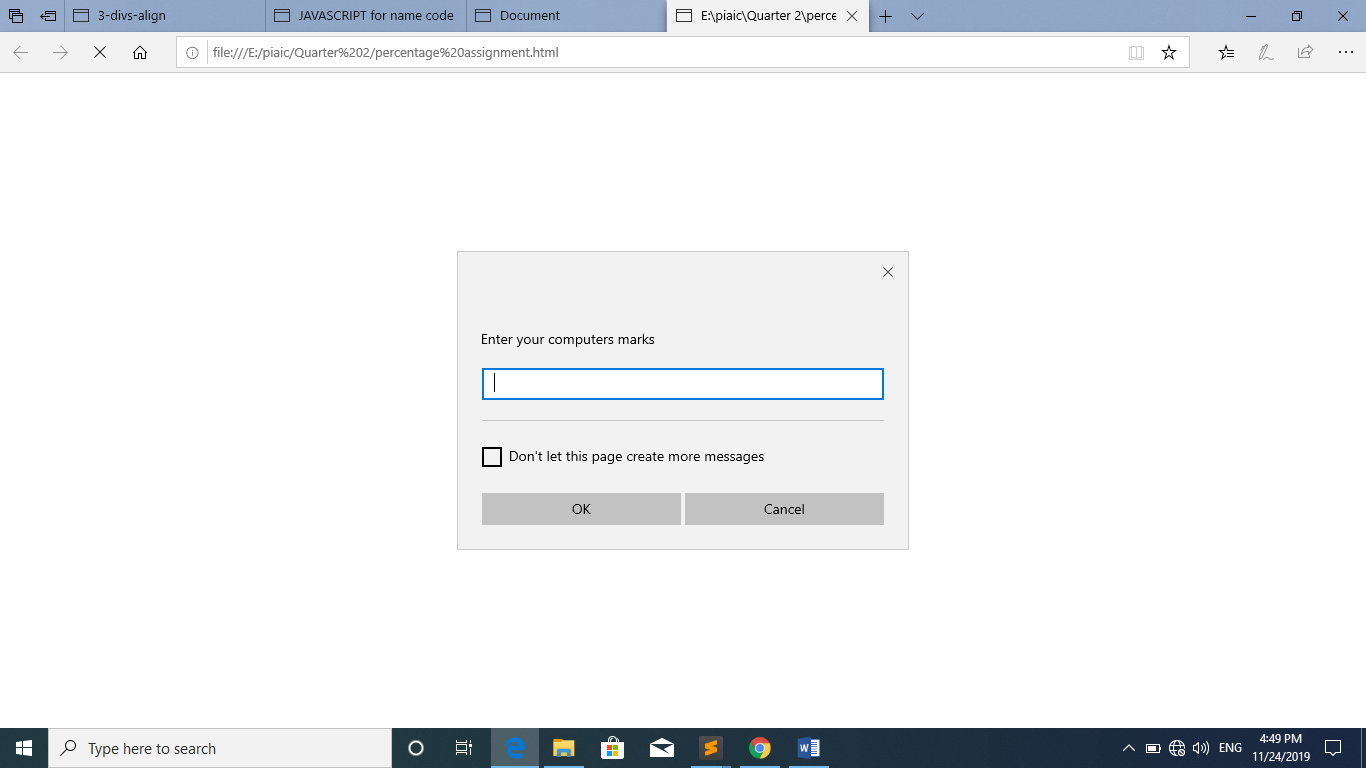 3-divs-align
JAVASCRIPT for name code
Document
E:\piaic\Quarter 2\perce
file:///E:/piaic/Quarter%202/percentage%20assignment.html
Enter your computers marks
Don't let this page create more messages
OK
Cancel
Type here to search
ENG
4:49 PM
11/24/2019